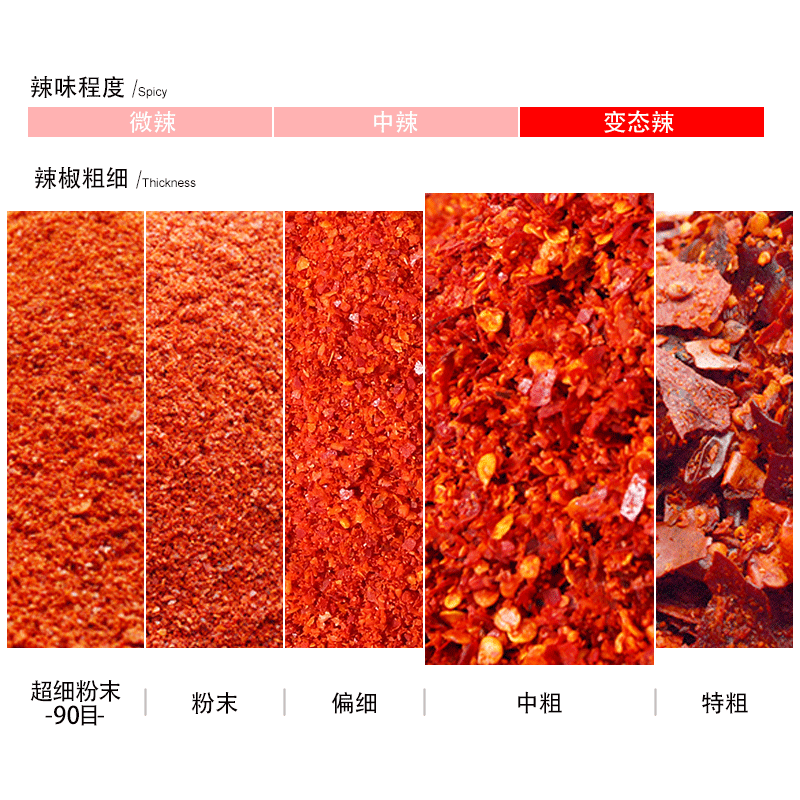 辣味程度 /Spicy
微辣 中辣 变态辣
辣椒粗细 /Thickness
超细粉末
-90目-
粉末 偏细 中粗 特粗